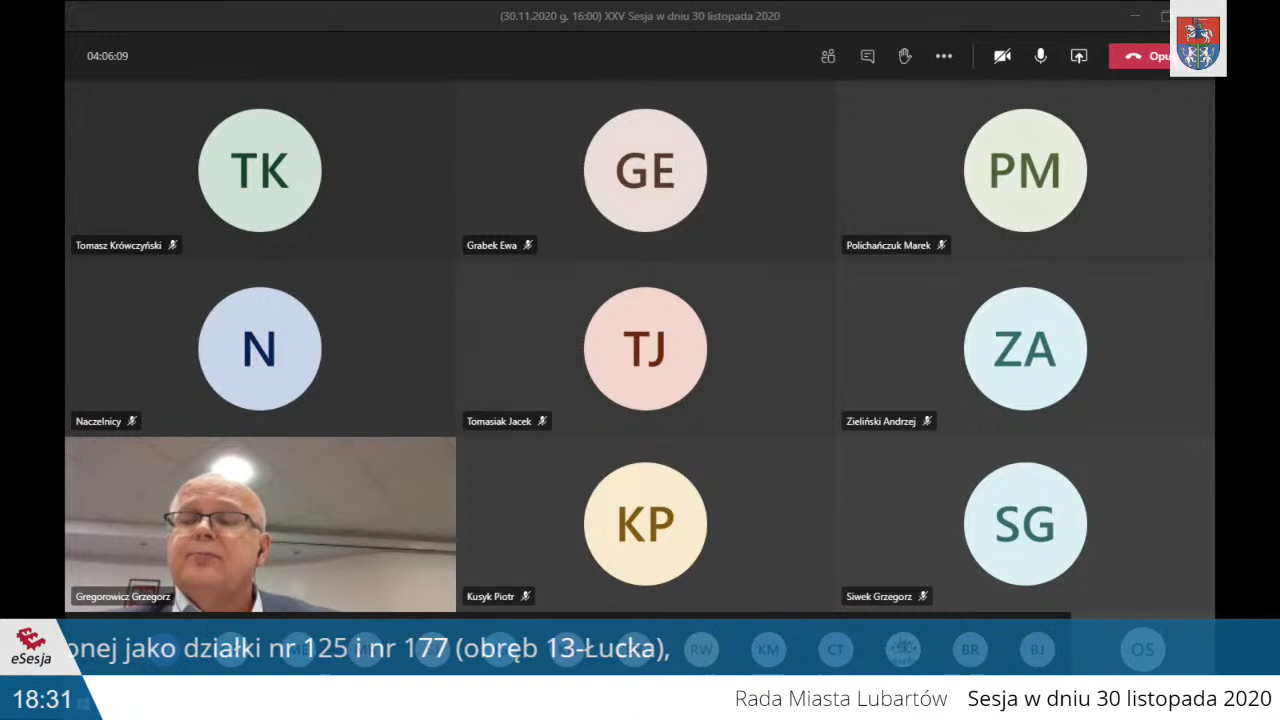 (30.11.2020 g. 16:00) XXV Sesja w dniu 30 listopada 2020
04:06:09
Opu
TK
GE
PM
Tomasz Krówczyński
Grabek Ewa
Polichańczuk Marek
N
TJ
ZA
Naczelnicy
Tomasiak Jacek
Zieliński Andrzej
KP
SG
Gregorowicz Grzegorz
Kusyk Piotr
Siwek Grzegorz
eSesja
onej jako działki nr 125 i nr 177 (obręb 13-Łucka),
RW
KM
CT
BR
BJ
OS
18:31
Rada Miasta Lubartów
Sesja w dniu 30 listopada 2020